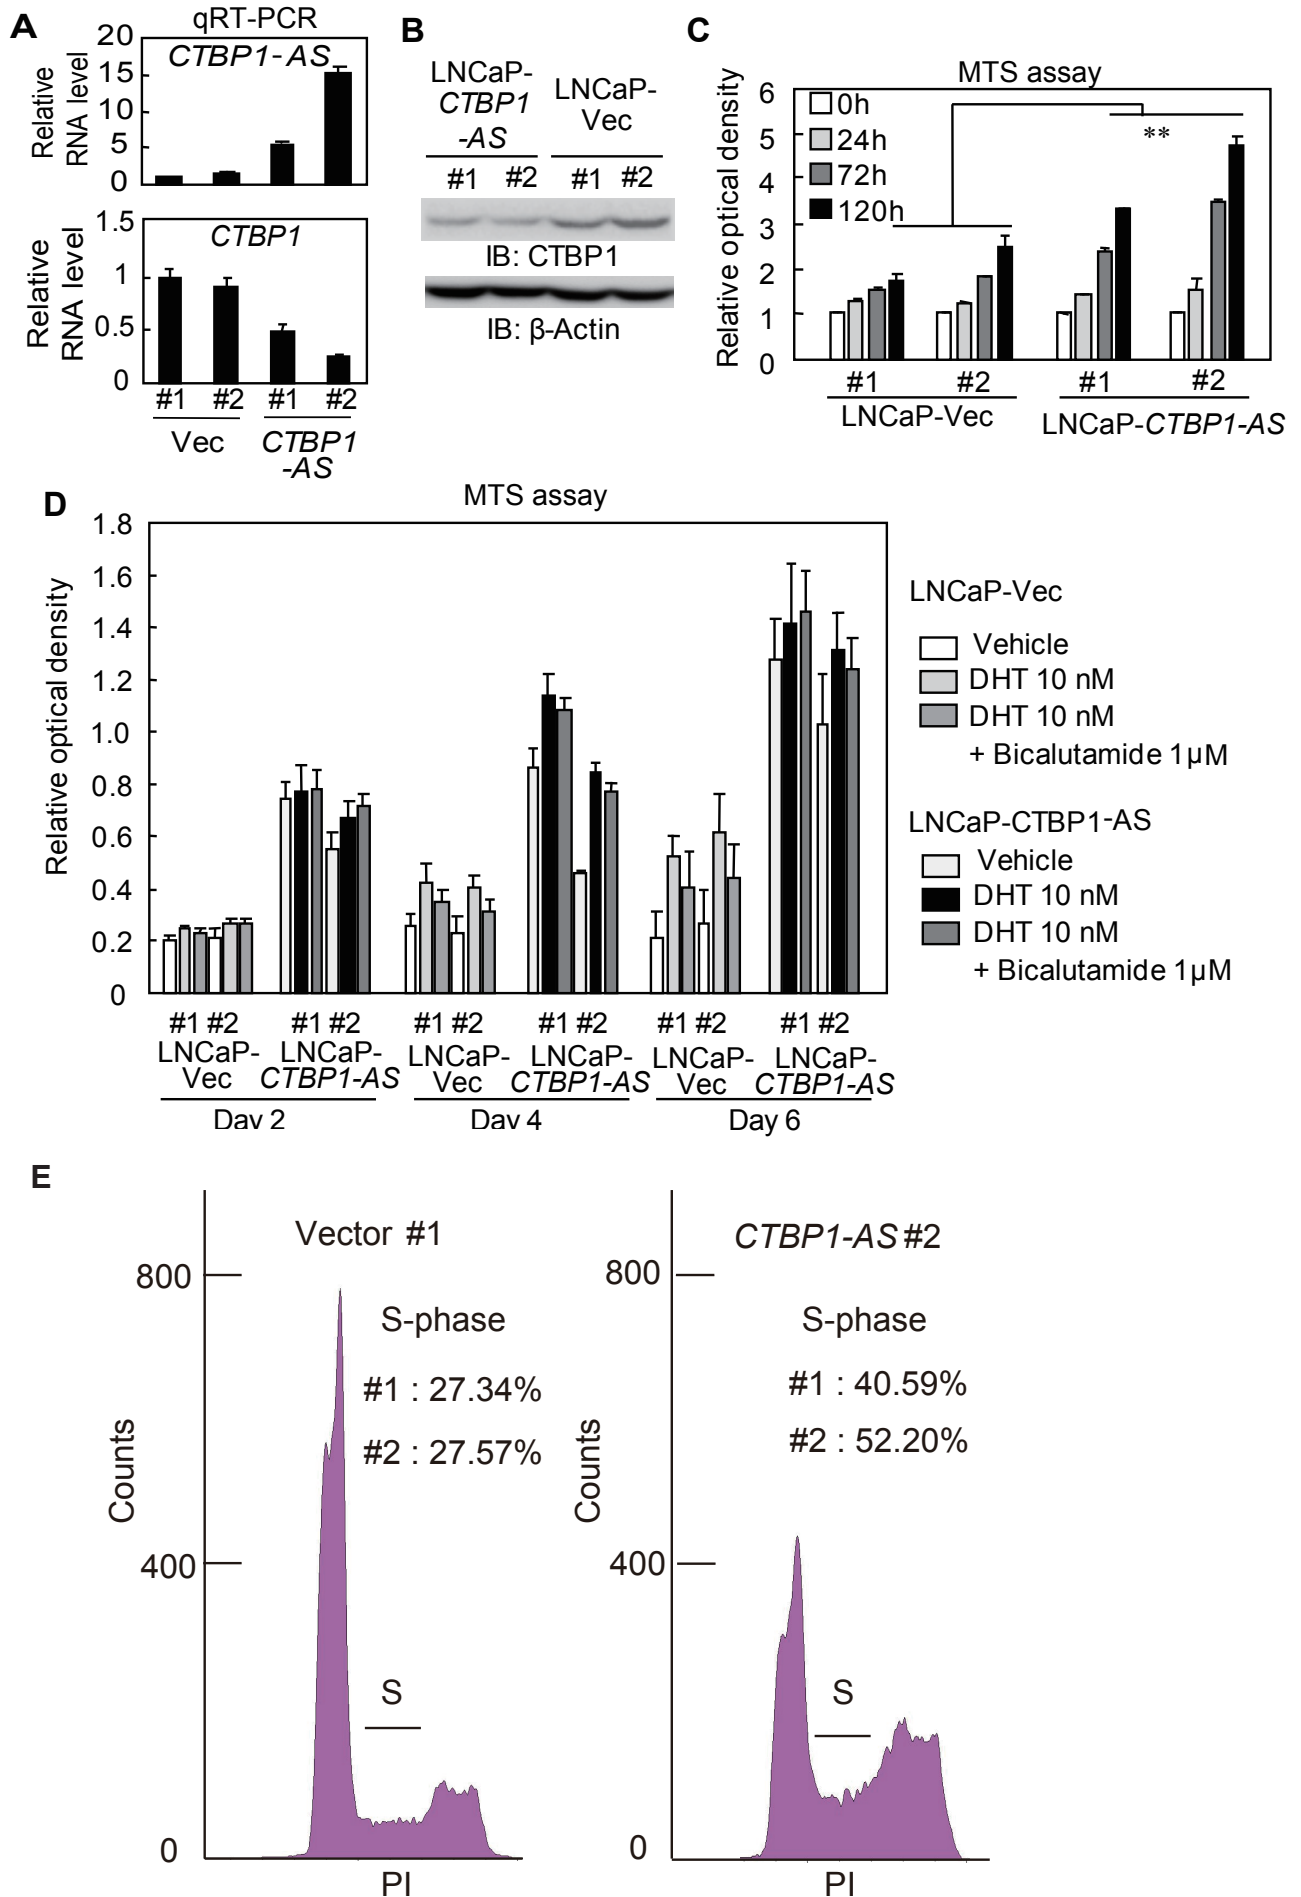 A
qRT-PCR
CTBP1-AS
Relative
RNA level
20
15
10
5
0
CTBP1
Relative
RNA level
1.5
1
0.5
0
#1 #2 #1 #2
Vec
CTBP1
-AS
B
LNCaP-
CTBP1
-AS
LNCaP-
Vec
#1 #2 #1 #2
IB: CTBP1
IB: β-Actin
C
MTS assay
Relative optical density
6
5
4
3
2
1
0
0h
24h
72h
120h
**
#1 #2 #1 #2
LNCaP-Vec
LNCaP-CTBP1-AS
D
MTS assay
Relative optical density
1.8
1.6
1.4
1.2
1.0
0.8
0.6
0.4
0.2
0
#1 #2 #1 #2 #1 #2 #1 #2 #1 #2 #1 #2
LNCaP-
Vec
LNCaP-
CTBP1-AS
LNCaP-
Vec
LNCaP-
CTBP1-AS
LNCaP-
Vec
LNCaP-
CTBP1-AS
Day 2
Day 4
Day 6
LNCaP-Vec
Vehicle
DHT 10 nM
DHT 10 nM
+ Bicalutamide 1µM
LNCaP-CTBP1-AS
Vehicle
DHT 10 nM
DHT 10 nM
+ Bicalutamide 1µM
E
Vector #1
S-phase
#1 : 27.34%
#2 : 27.57%
Counts
800
400
0
S
PI
CTBP1-AS #2
S-phase
#1 : 40.59%
#2 : 52.20%
Counts
800
400
0
S
PI